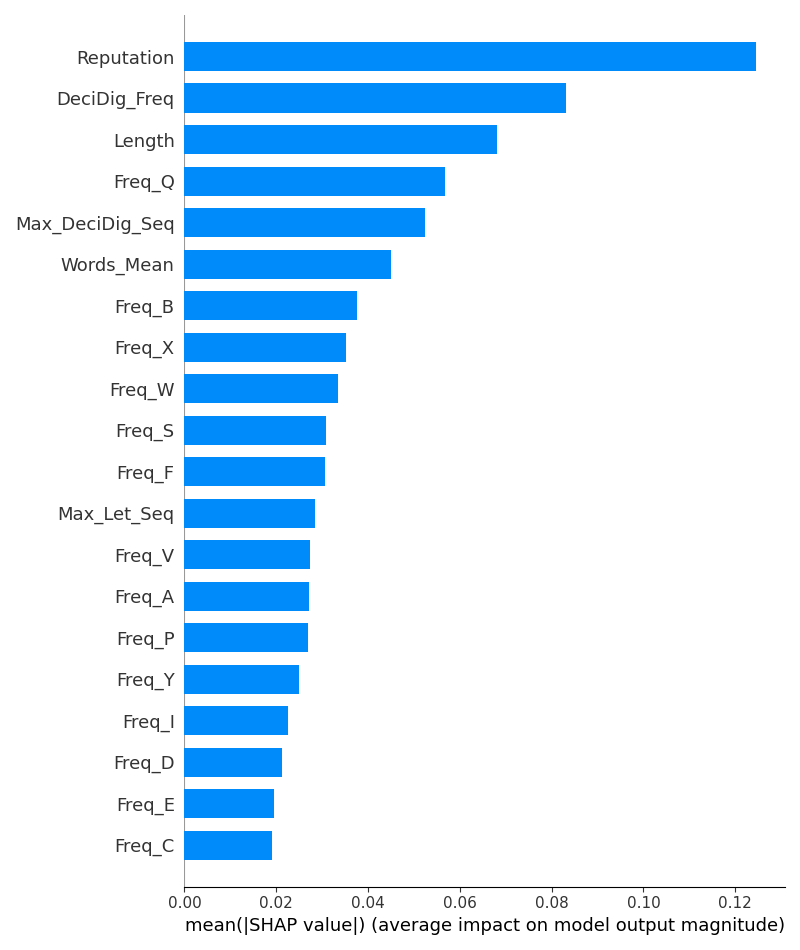 Reputation
DeciDig_Freq
Length
Freq_Q
Max_DeciDig_Seq
Words_Mean
Freq_B
Freq_X
Freq_W
Freq_S
Freq_F
Max_Let_Seq
Freq_V
Freq_A
Freq_P
Freq_Y
Freq_I
Freq_D
Freq_E
Freq_C
0.00 0.02 0.04 0.06 0.08 0.10 0.12
mean(|SHAP value|) (average impact on model output magnitude)